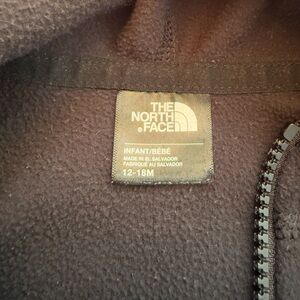 THE
NORTH
FACE
INFANT/BÉBÉ
MADE IN EL SALVADOR
FABRIQUÉ AU SALVADOR
12-18M